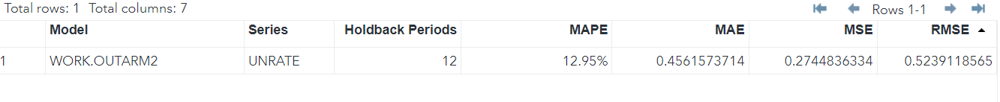 Total rows: 1 Total columns: 7 Rows 1-1
Model Series Holdback Periods MAPE MAE MSE RMSE
1 WORK.OUTARM2 UNRATE 12 12.95% 0.4561573714 0.2744836334 0.5239118565